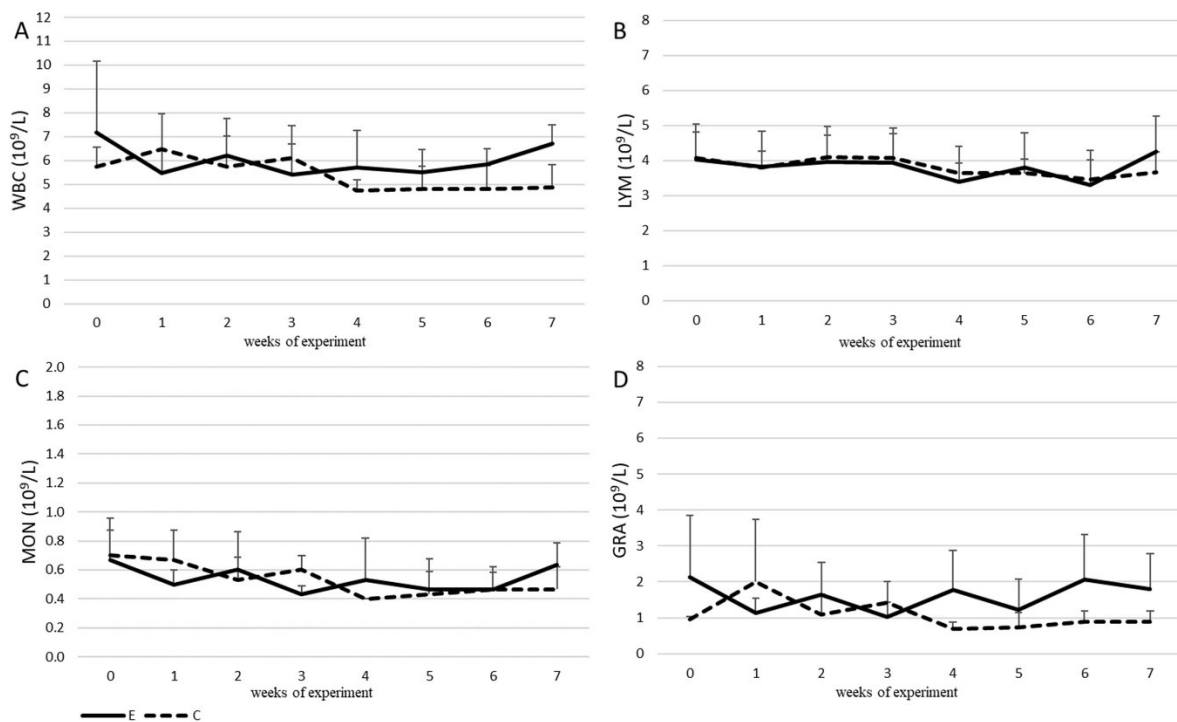 A
WBC (10⁹/L)
12
11
10
9
8
7
6
5
4
3
2
1
0
0 1 2 3 4 5 6 7
weeks of experiment
B
LYM (10⁹/L)
8
7
6
5
4
3
2
1
0
0 1 2 3 4 5 6 7
weeks of experiment
C
MON (10⁹/L)
2.0
1.8
1.6
1.4
1.2
1.0
0.8
0.6
0.4
0.2
0.0
0 1 2 3 4 5 6 7
weeks of experiment
D
GRA (10⁹/L)
8
7
6
5
4
3
2
1
0
0 1 2 3 4 5 6 7
weeks of experiment
E C